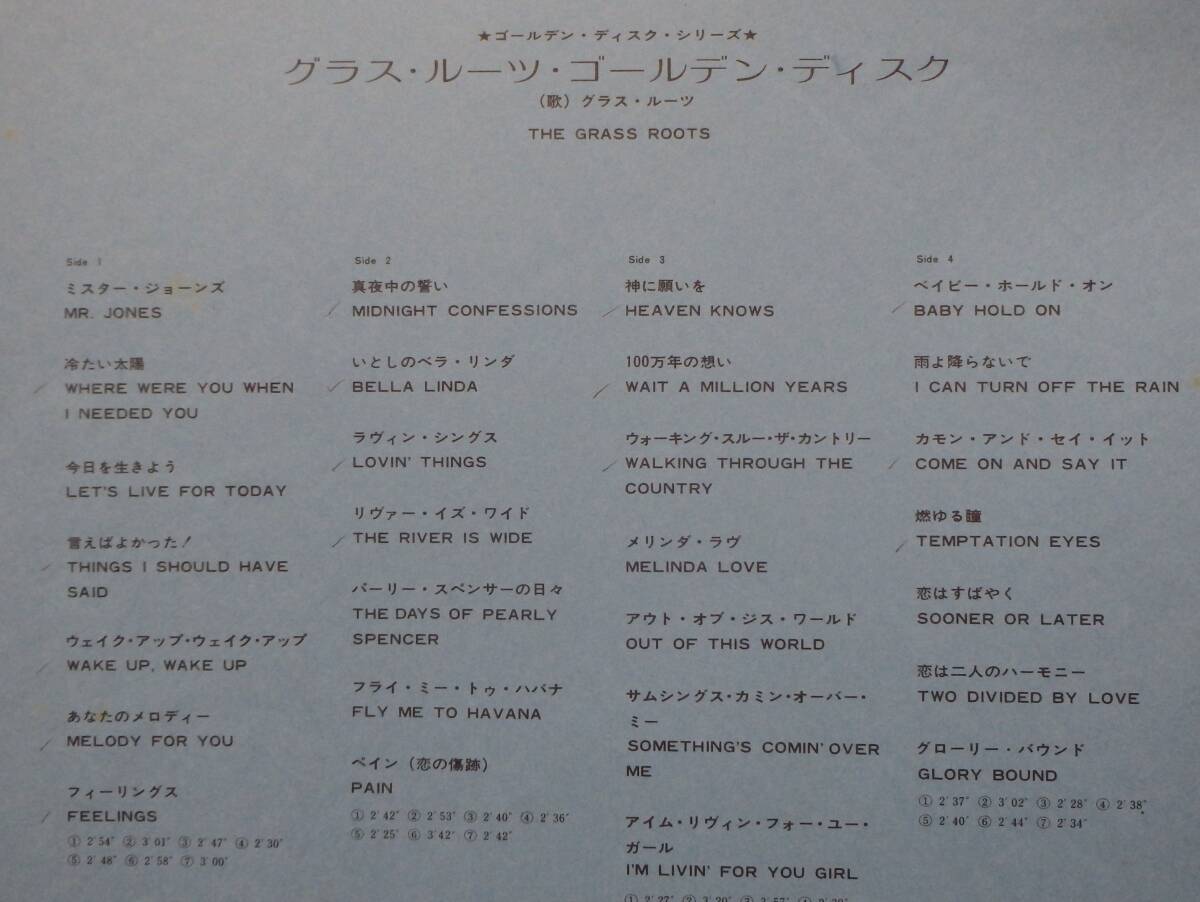 ★ゴールデン・ディスク・シリーズ★
グラス・ルーツ・ゴールデン・ディスク
(歌) グラス・ルーツ
THE GRASS ROOTS
Side 1
ミスター・ジョーンズ
MR. JONES
冷たい太陽
WHERE WERE YOU WHEN
I NEEDED YOU
今日を生きよう
LET'S LIVE FOR TODAY
言えばよかった!
THINGS I SHOULD HAVE
SAID
ウェイク・アップ・ウェイク・アップ
WAKE UP, WAKE UP
あなたのメロディー
MELODY FOR YOU
フィーリングス
FEELINGS
① 2′54″ ② 3′01″ ③ 2′47″ ④ 2′30″
⑤ 2′48″ ⑥ 2′58″ ⑦ 3′00″
Side 2
真夜中の誓い
MIDNIGHT CONFESSIONS
いとしのベラ・リンダ
BELLA LINDA
ラヴィン・シングス
LOVIN' THINGS
リヴァー・イズ・ワイド
THE RIVER IS WIDE
パーリー・スペンサーの日々
THE DAYS OF PEARLY
SPENCER
フライ・ミー・トゥ・ハバナ
FLY ME TO HAVANA
ペイン (恋の傷跡)
PAIN
① 2′42″ ② 2′53″ ③ 2′40″ ④ 2′36″
⑤ 2′25″ ⑥ 3′42″ ⑦ 2′42″
Side 3
神に願いを
HEAVEN KNOWS
100万年の想い
WAIT A MILLION YEARS
ウォーキング・スルー・ザ・カントリー
WALKING THROUGH THE
COUNTRY
メリンダ・ラヴ
MELINDA LOVE
アウト・オブ・ジス・ワールド
OUT OF THIS WORLD
サムシングス・カミン・オーバー・
ミー
SOMETHING'S COMIN' OVER
ME
アイム・リヴィン・フォー・ユー・
ガール
I'M LIVIN' FOR YOU GIRL
Side 4
ベイビー・ホールド・オン
BABY HOLD ON
雨よ降らないで
I CAN TURN OFF THE RAIN
カモン・アンド・セイ・イット
COME ON AND SAY IT
燃ゆる瞳
TEMPTATION EYES
恋はすばやく
SOONER OR LATER
恋は二人のハーモニー
TWO DIVIDED BY LOVE
グローリー・バウンド
GLORY BOUND
① 2′37″ ② 3′02″ ③ 2′28″ ④ 2′38″
⑤ 2′40″ ⑥ 2′44″ ⑦ 2′34″